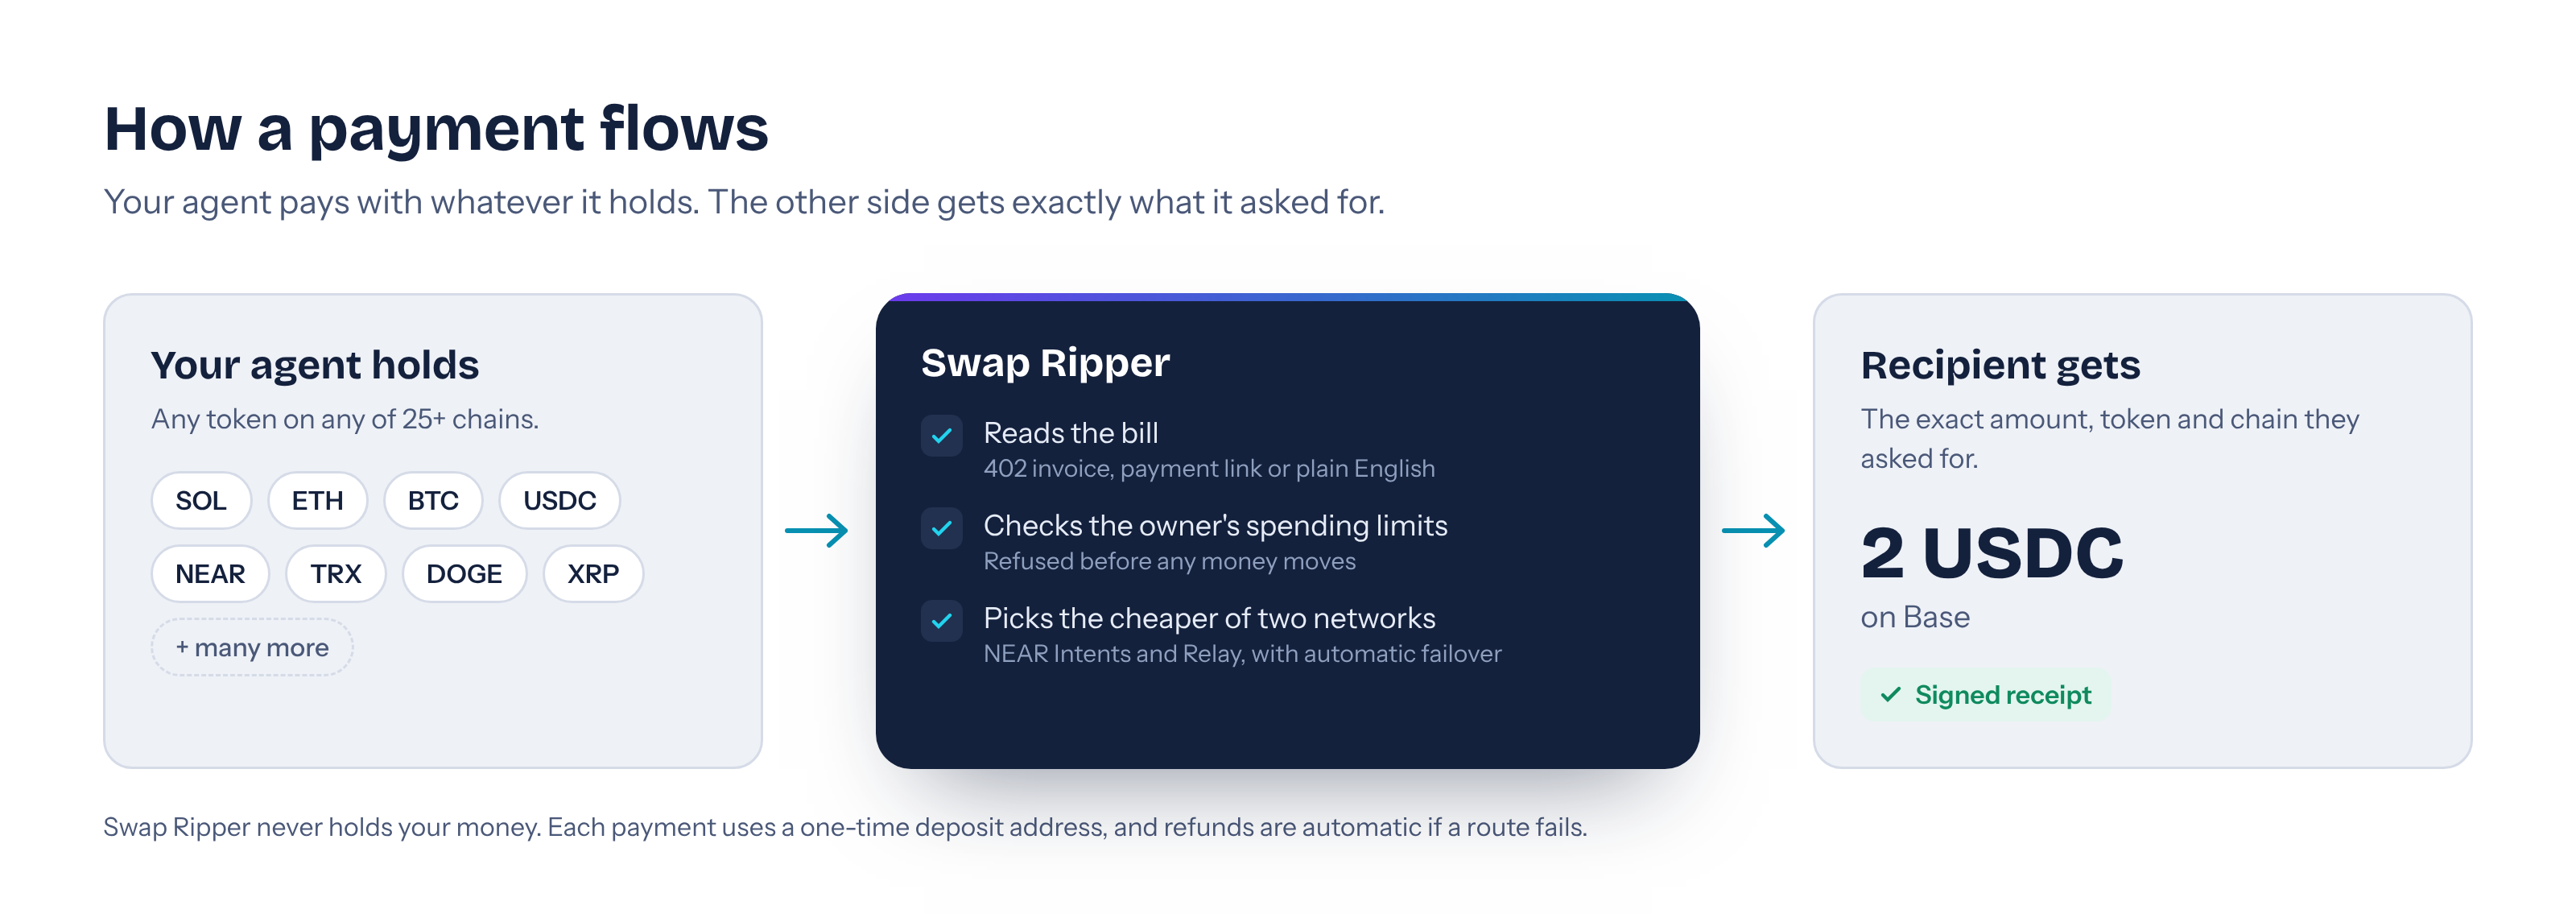 How a payment flows
Your agent pays with whatever it holds. The other side gets exactly what it asked for.
Your agent holds
Any token on any of 25+ chains.
SOL
ETH
BTC
USDC
NEAR
TRX
DOGE
XRP
+ many more
Swap Ripper
Reads the bill
402 invoice, payment link or plain English
Checks the owner's spending limits
Refused before any money moves
Picks the cheaper of two networks
NEAR Intents and Relay, with automatic failover
Recipient gets
The exact amount, token and chain they
asked for.
2 USDC
on Base
Signed receipt
Swap Ripper never holds your money. Each payment uses a one-time deposit address, and refunds are automatic if a route fails.